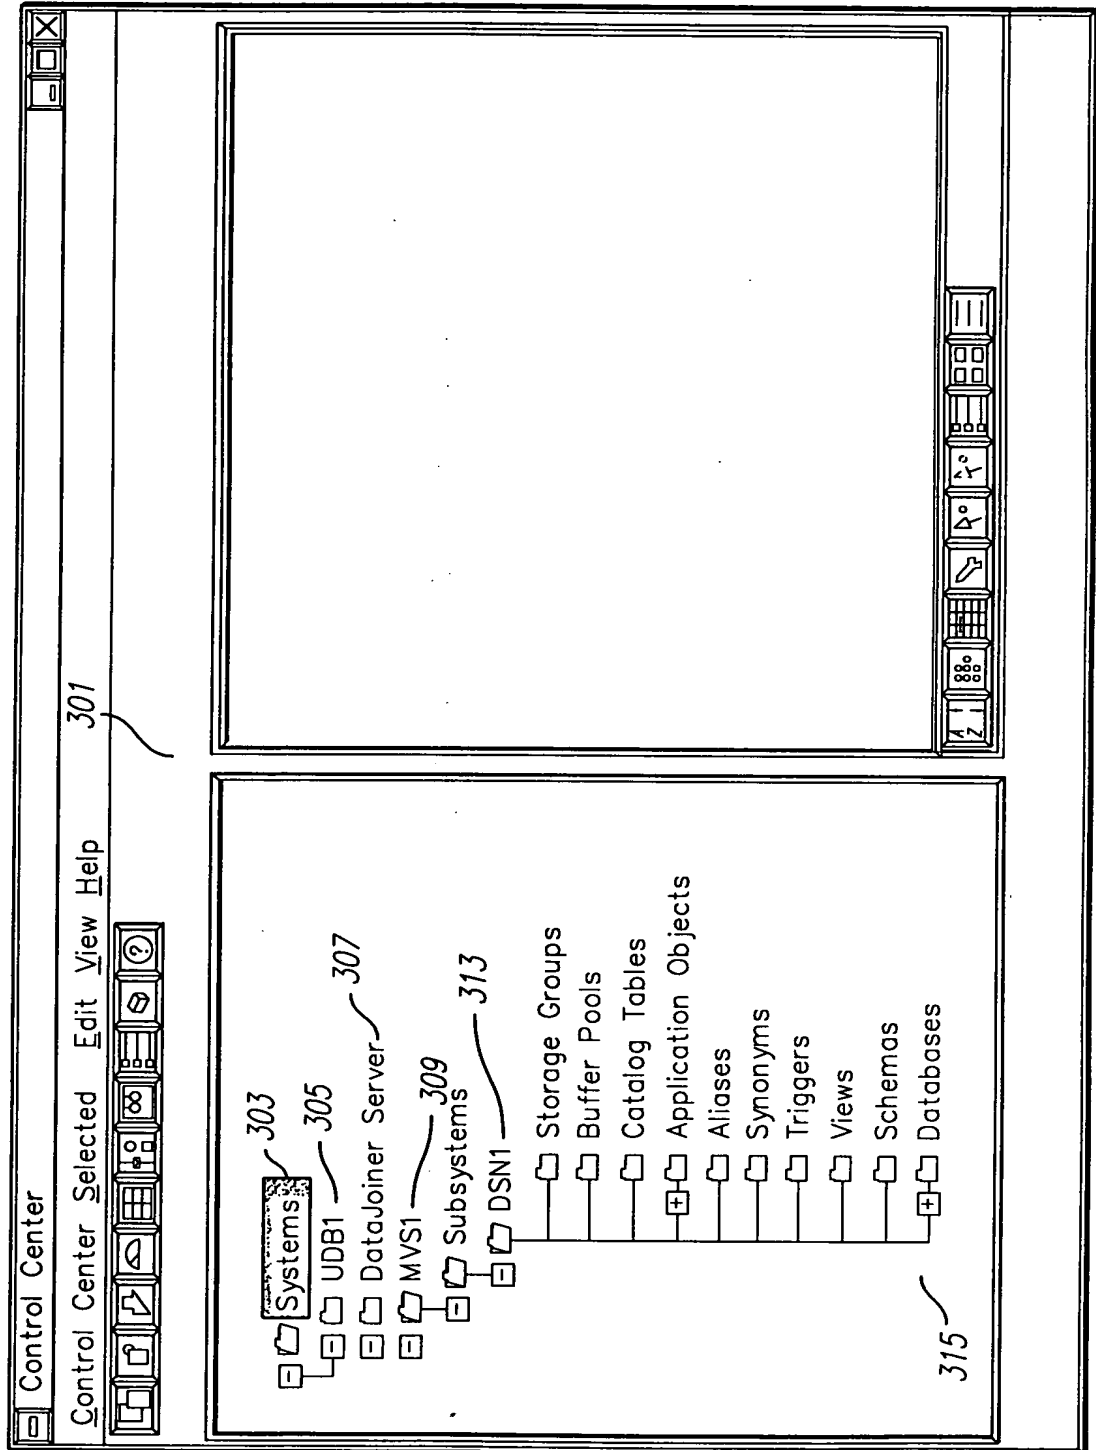 Control Center
Control Center Selected Edit View Help
301
Systems 303
UDB1 305
DataJoiner Server 307
MVS1 309
Subsystems
DSN1 313
Storage Groups
Buffer Pools
Catalog Tables
Application Objects
Aliases
Synonyms
Triggers
Views
Schemas
Databases
315
A
Z